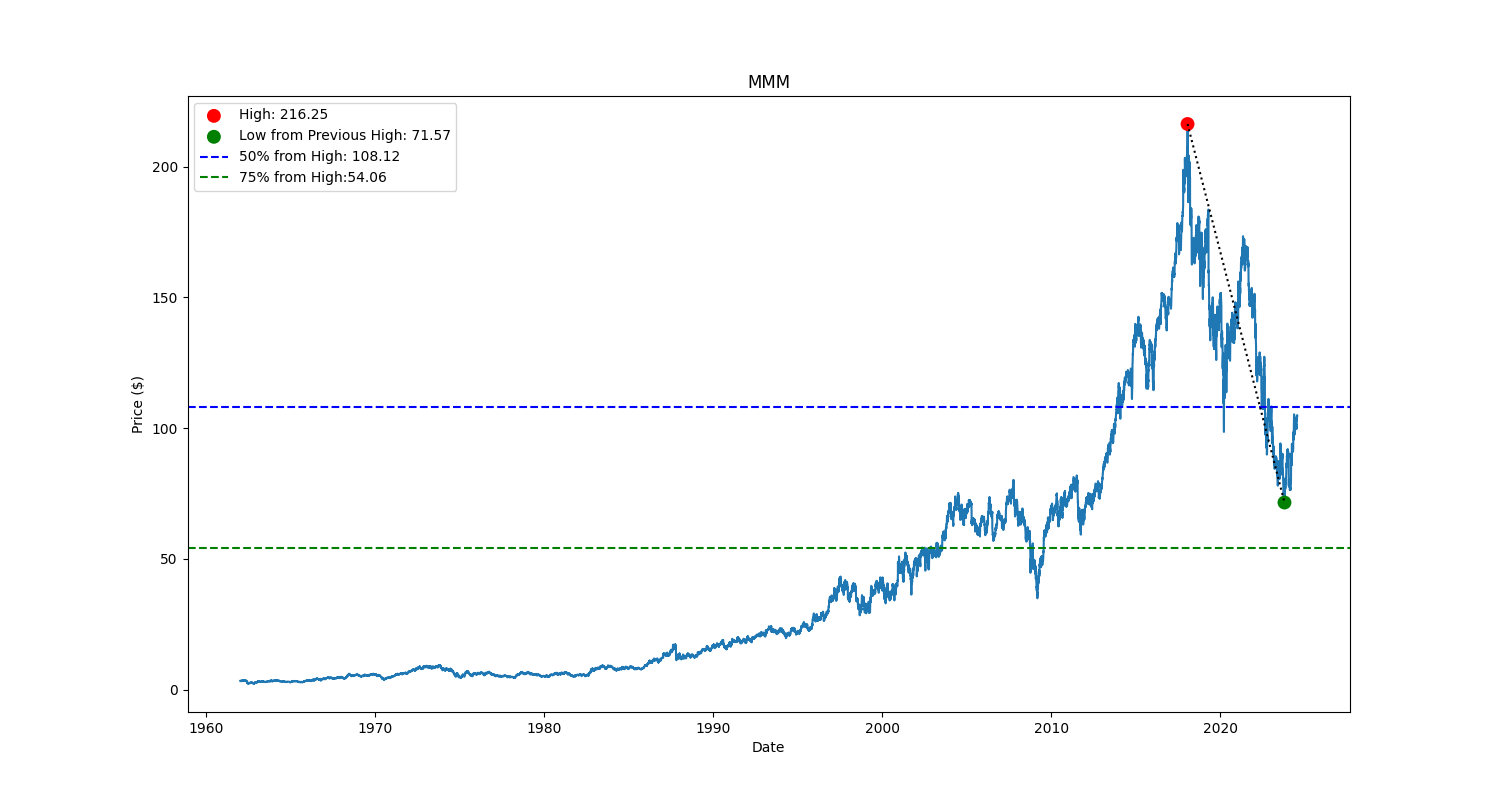 MMM
High: 216.25
Low from Previous High: 71.57
50% from High: 108.12
75% from High:54.06
Price ($)
200
150
100
50
0
1960 1970 1980 1990 2000 2010 2020
Date